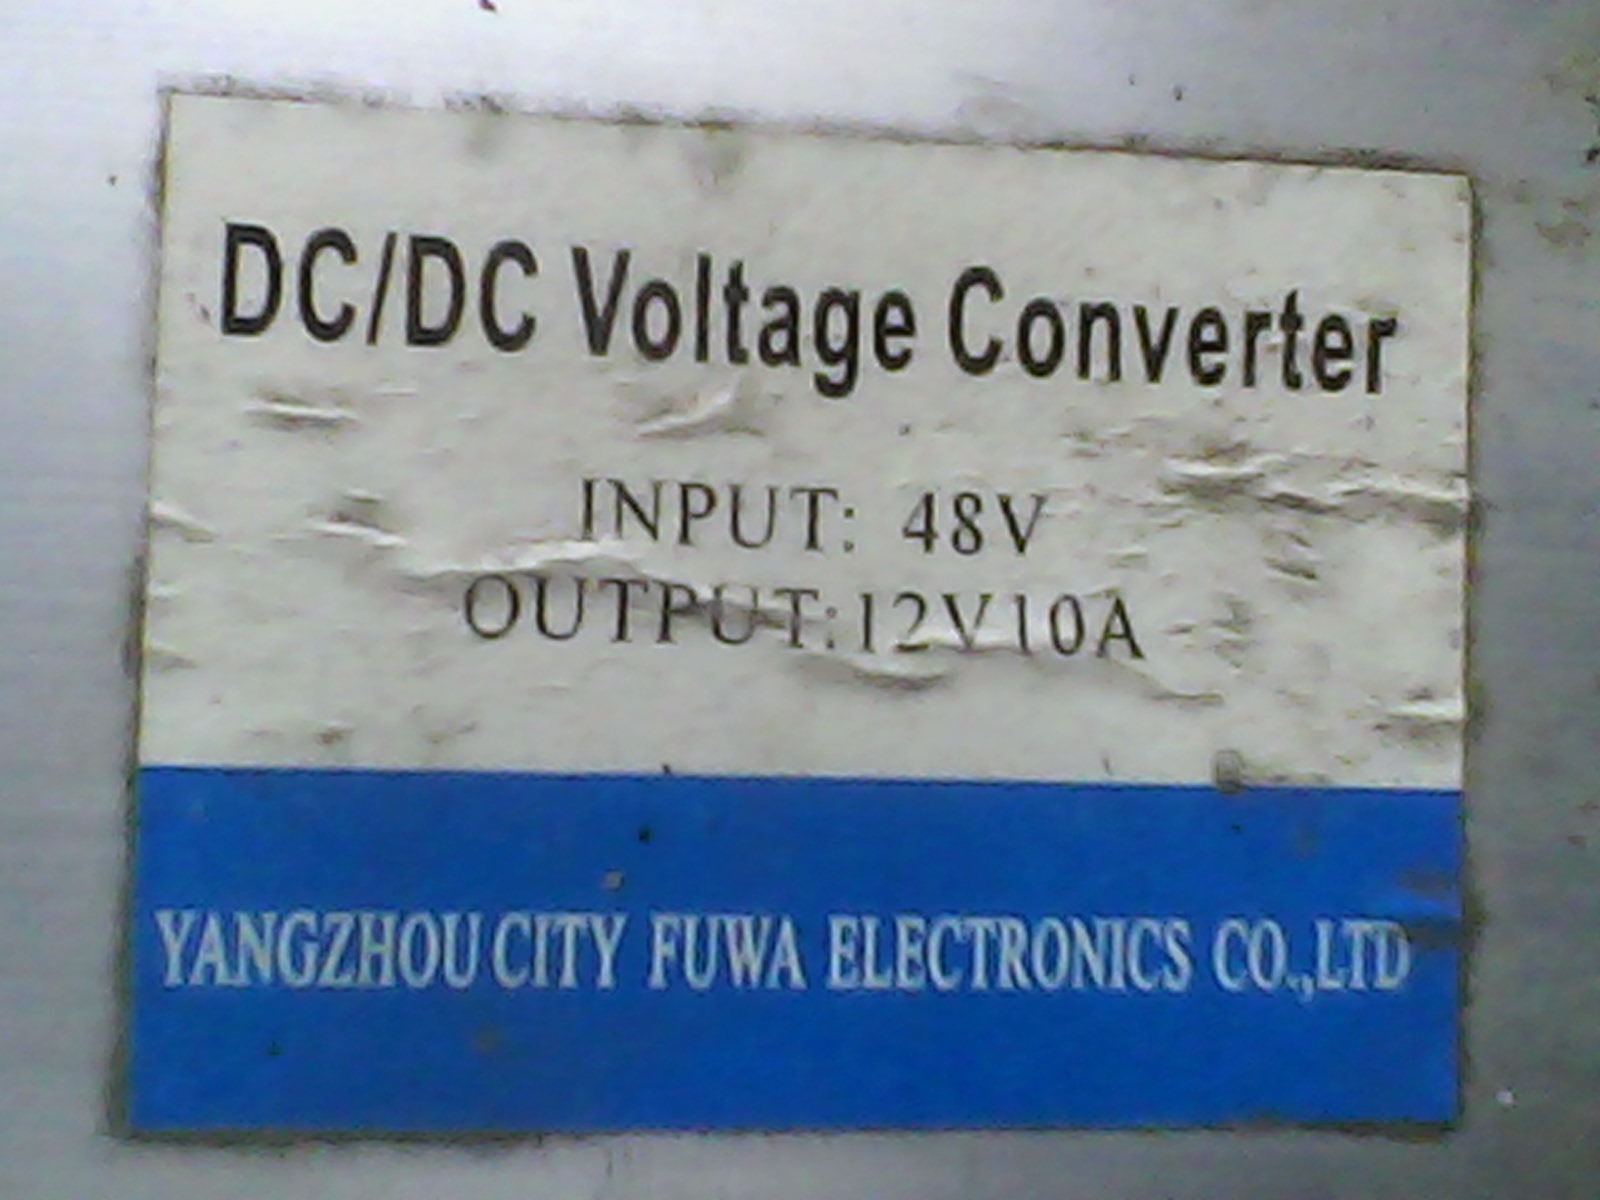 DC/DC Voltage Converter
INPUT: 48V
OUTPUT:12V10A
YANGZHOU CITY FUWA ELECTRONICS CO.,LTD